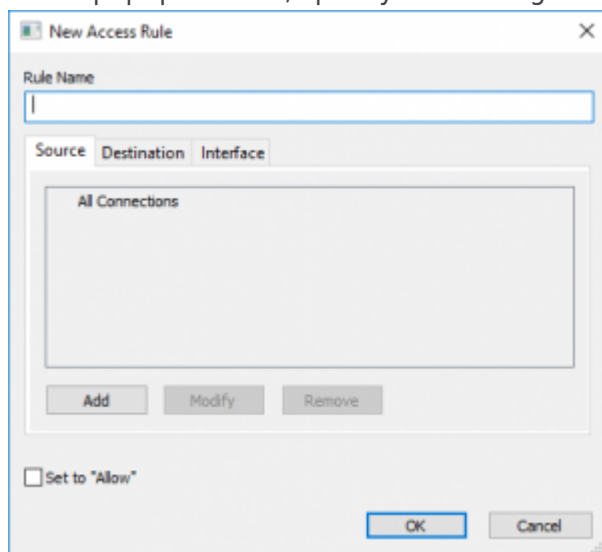 New Access Rule
Rule Name
Source Destination Interface
All Connections
Add Modify Remove
Set to "Allow"
OK Cancel